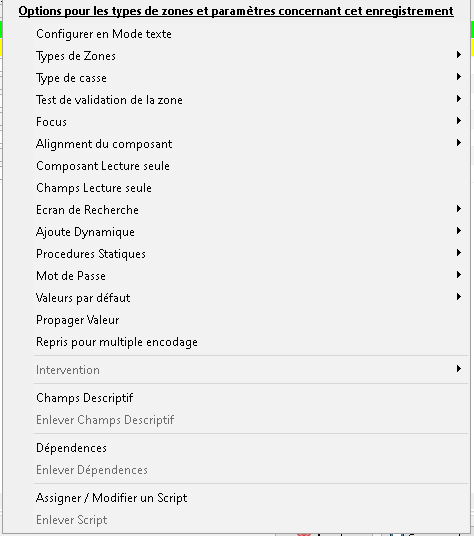 Options pour les types de zones et paramètres concernant cet enregistrement
Configurer en Mode texte
Types de Zones
Type de casse
Test de validation de la zone
Focus
Alignment du composant
Composant Lecture seule
Champs Lecture seule
Ecran de Recherche
Ajoute Dynamique
Procedures Statiques
Mot de Passe
Valeurs par défaut
Propager Valeur
Repris pour multiple encodage
Intervention
Champs Descriptif
Enlever Champs Descriptif
Dépendences
Enlever Dépendences
Assigner / Modifier un Script
Enlever Script